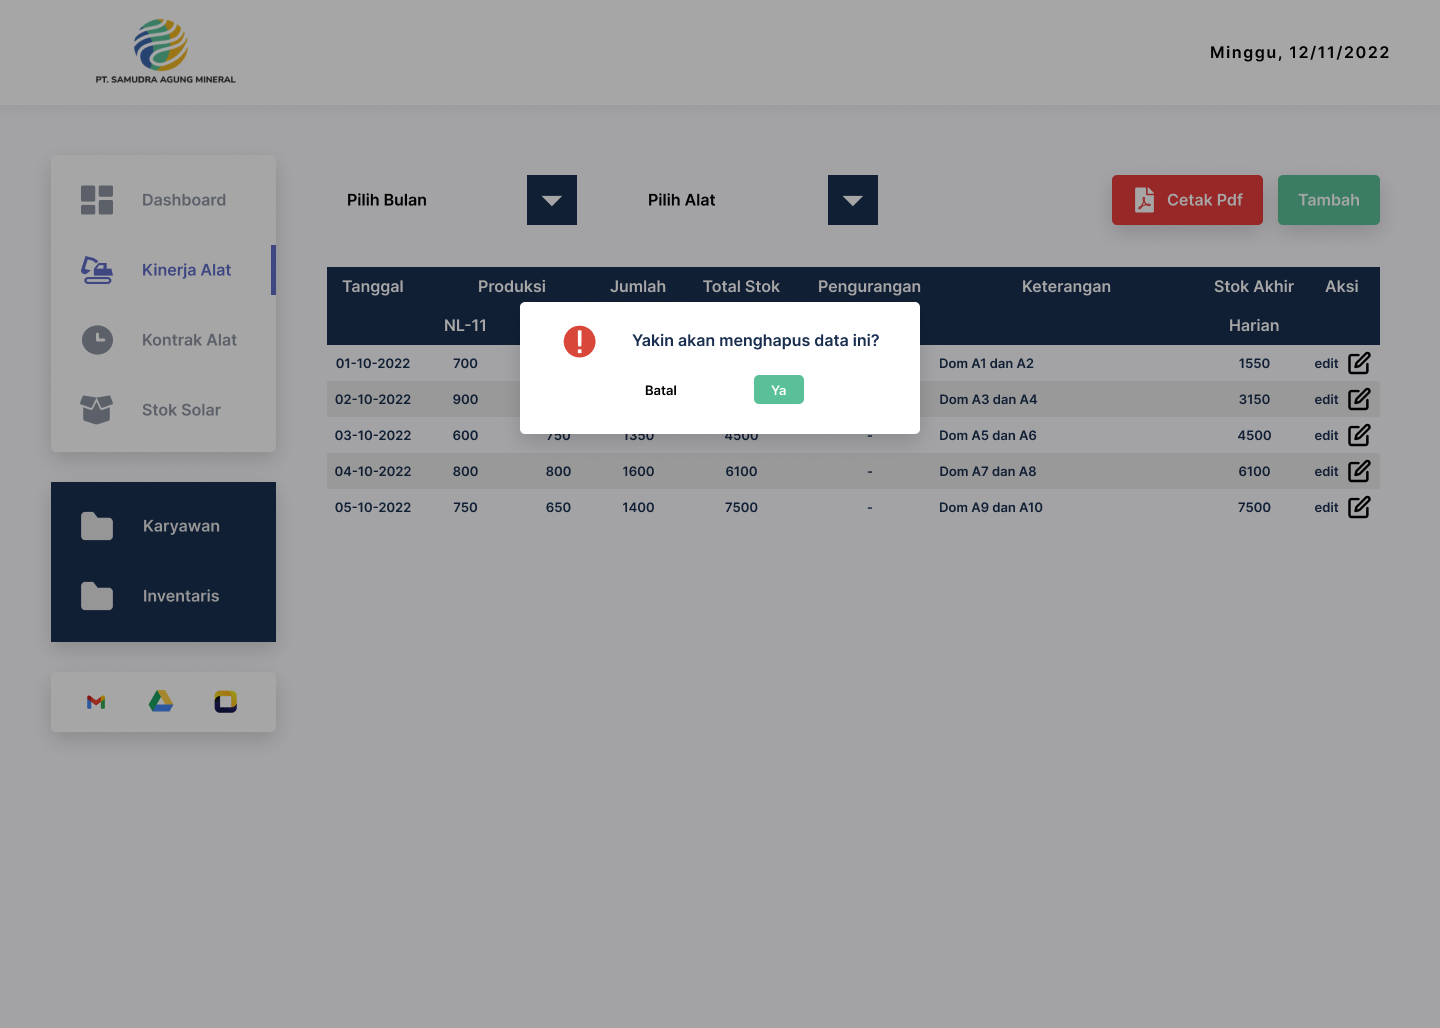 PT. SAMUDRA AGUNG MINERAL
Minggu, 12/11/2022
Dashboard
Kinerja Alat
Kontrak Alat
Stok Solar
Karyawan
Inventaris
Pilih Bulan
Pilih Alat
Cetak Pdf
Tambah
Tanggal Produksi Jumlah Total Stok Pengurangan Keterangan Stok Akhir Aksi
NL-11 Harian
Yakin akan menghapus data ini?
Batal Ya
01-10-2022 700 Dom A1 dan A2 1550 edit
02-10-2022 900 Dom A3 dan A4 3150 edit
03-10-2022 600 750 1350 4500 - Dom A5 dan A6 4500 edit
04-10-2022 800 800 1600 6100 - Dom A7 dan A8 6100 edit
05-10-2022 750 650 1400 7500 - Dom A9 dan A10 7500 edit